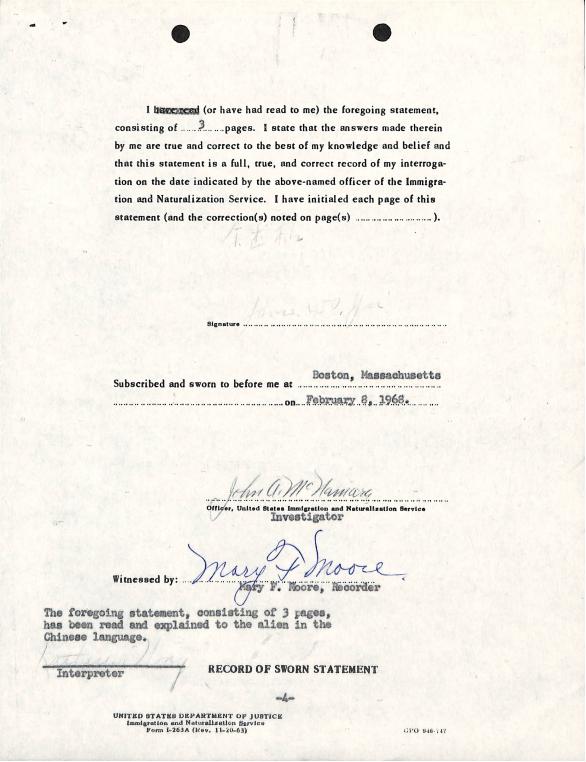 I have read (or have had read to me) the foregoing statement,
consisting of ....3....pages. I state that the answers made therein
by me are true and correct to the best of my knowledge and belief and
that this statement is a full, true, and correct record of my interroga-
tion on the date indicated by the above-named officer of the Immigra-
tion and Naturalization Service. I have initialed each page of this
statement (and the correction(s) noted on page(s) ....................).
Signature
Boston, Massachusetts
Subscribed and sworn to before me at
on February 8, 1968.
John A. McNamara
Officer, United States Immigration and Naturalization Service
Investigator
Witnessed by: Mary F Moore
Mary F. Moore, Recorder
The foregoing statement, consisting of 3 pages,
has been read and explained to the alien in the
Chinese language.
Interpreter
RECORD OF SWORN STATEMENT
-4-
UNITED STATES DEPARTMENT OF JUSTICE
Immigration and Naturalization Service
Form I-263A (Rev. 11-20-63)
GPO 940-147